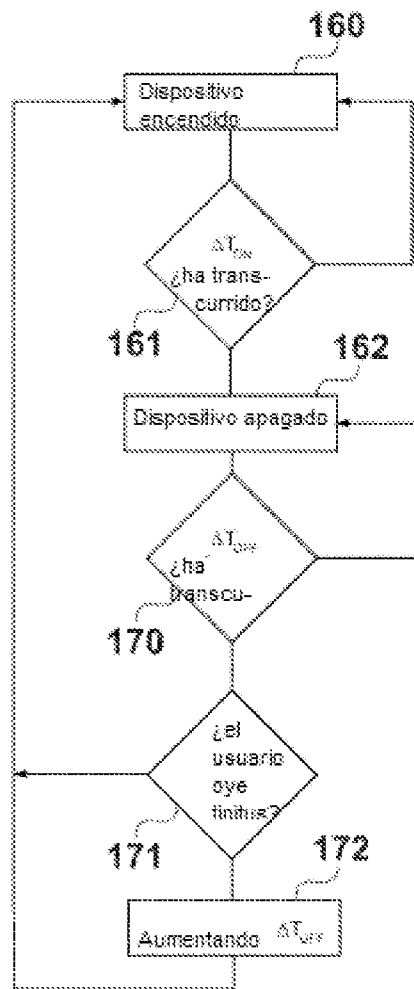 160
Dispositivo
encendido
ΔT_ON
¿ha trans-
currido?
161
162
Dispositivo apagado
ΔT_OFF
¿ha
transcu-
170
¿el
usuario
oye
tinitus?
171
172
Aumentando ΔT_OFF